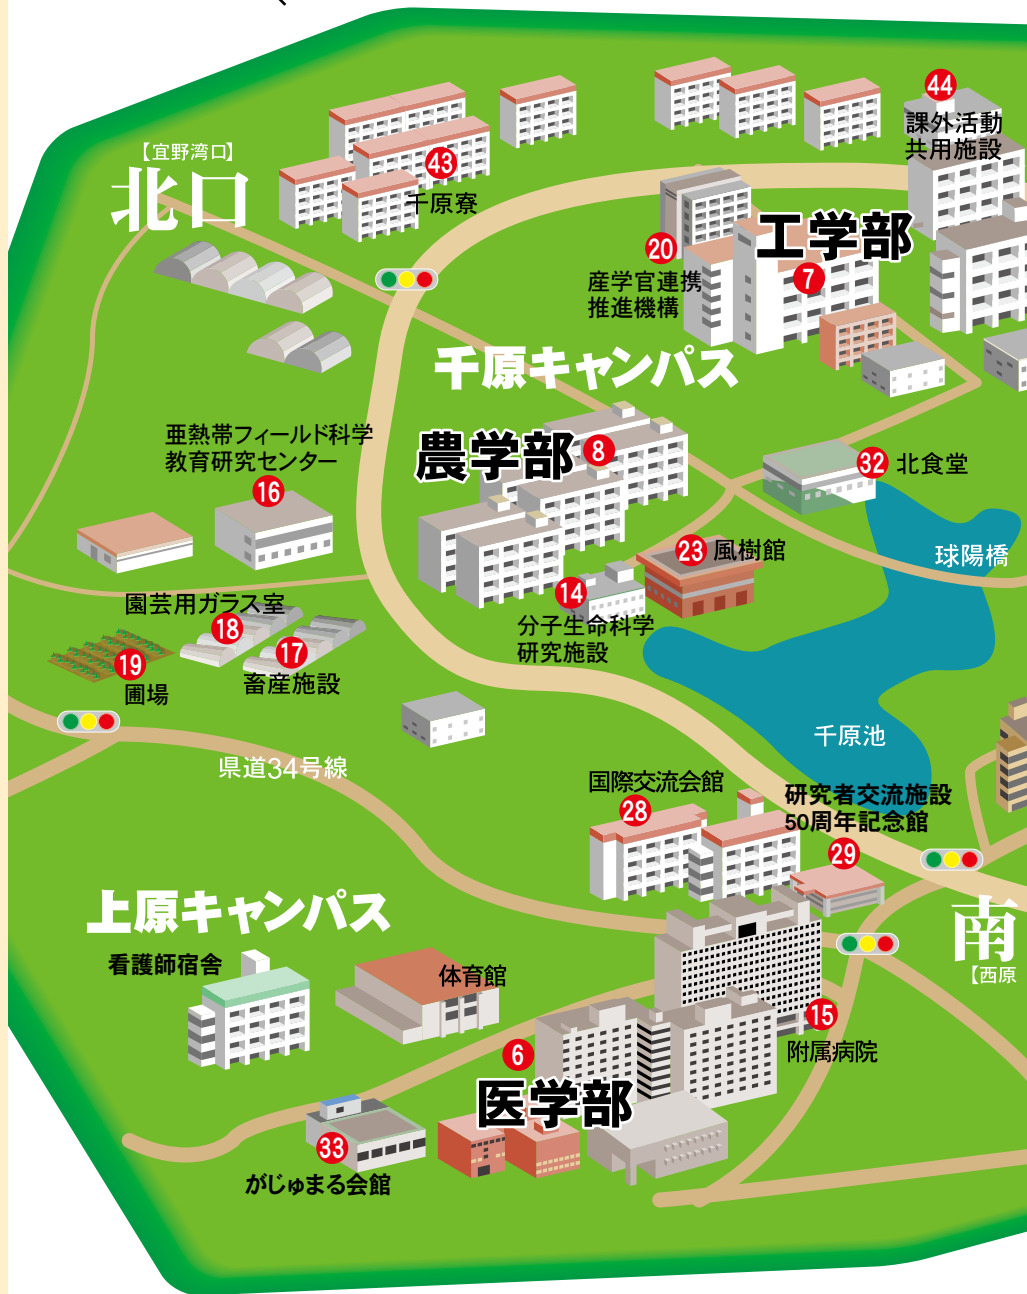 44
課外活動
共用施設
【宜野湾口】
北口
43
千原寮
工学部
20
7
産学官連携
推進機構
千原キャンパス
亜熱帯フィールド科学
教育研究センター
16
農学部
8
32
北食堂
23
風樹館
球陽橋
14
分子生命科学
研究施設
園芸用ガラス室
18
17
畜産施設
19
圃場
千原池
県道34号線
国際交流会館
28
研究者交流施設
50周年記念館
29
上原キャンパス
南
【西原
看護師宿舎
体育館
15
附属病院
6
医学部
33
がじゅまる会館